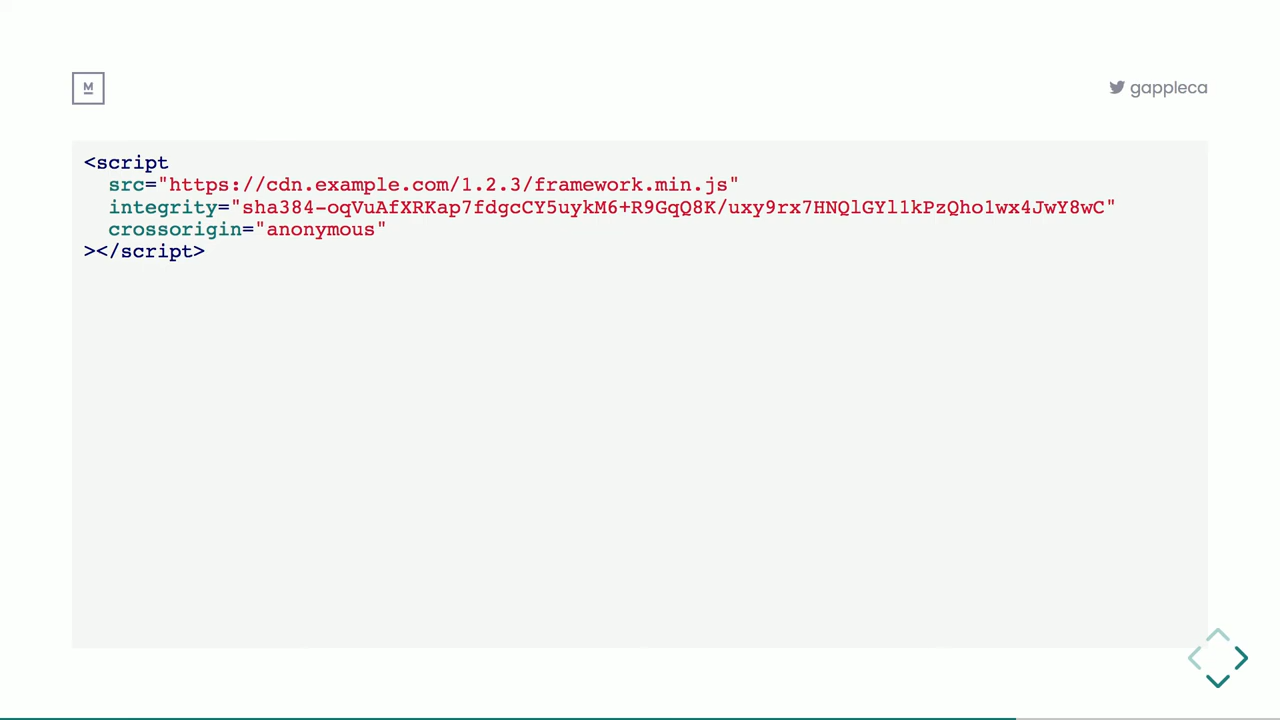 M
gappleca
<script
  src="https://cdn.example.com/1.2.3/framework.min.js"
  integrity="sha384-oqVuAfXRKap7fdgcCY5uykM6+R9GqQ8K/uxy9rx7HNQlGYl1kPzQho1wx4JwY8wC"
  crossorigin="anonymous"
></script>